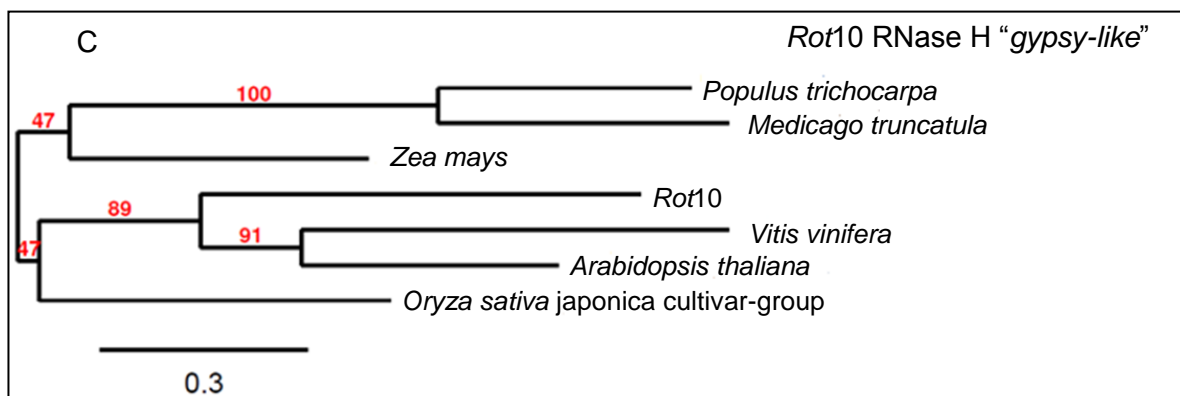 C
Rot10 RNase H “gypsy-like”
100
Populus trichocarpa
47
Medicago truncatula
Zea mays
Rot10
89
91
Vitis vinifera
47
Arabidopsis thaliana
Oryza sativa japonica cultivar-group
0.3